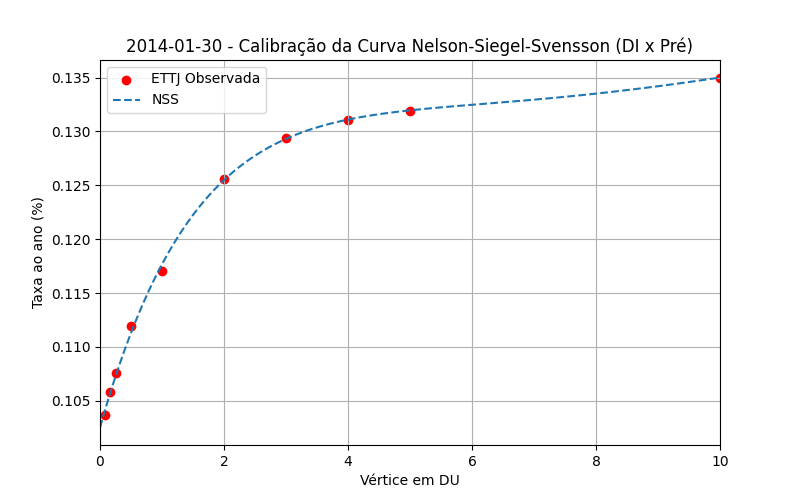 2014-01-30 - Calibração da Curva Nelson-Siegel-Svensson (DI x Pré)
ETTJ Observada
NSS
Taxa ao ano (%)
0.135
0.130
0.125
0.120
0.115
0.110
0.105
0 2 4 6 8 10
Vértice em DU